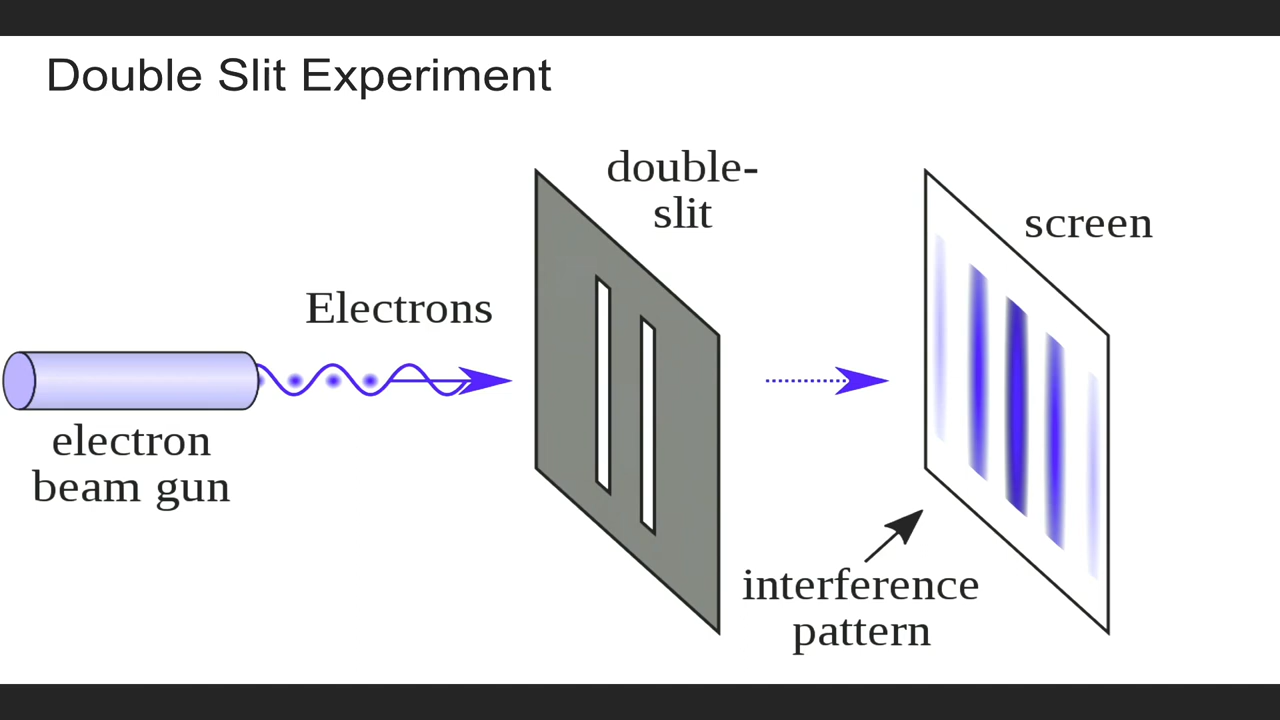 Double Slit Experiment
double-
slit
screen
Electrons
electron
beam gun
interference
pattern